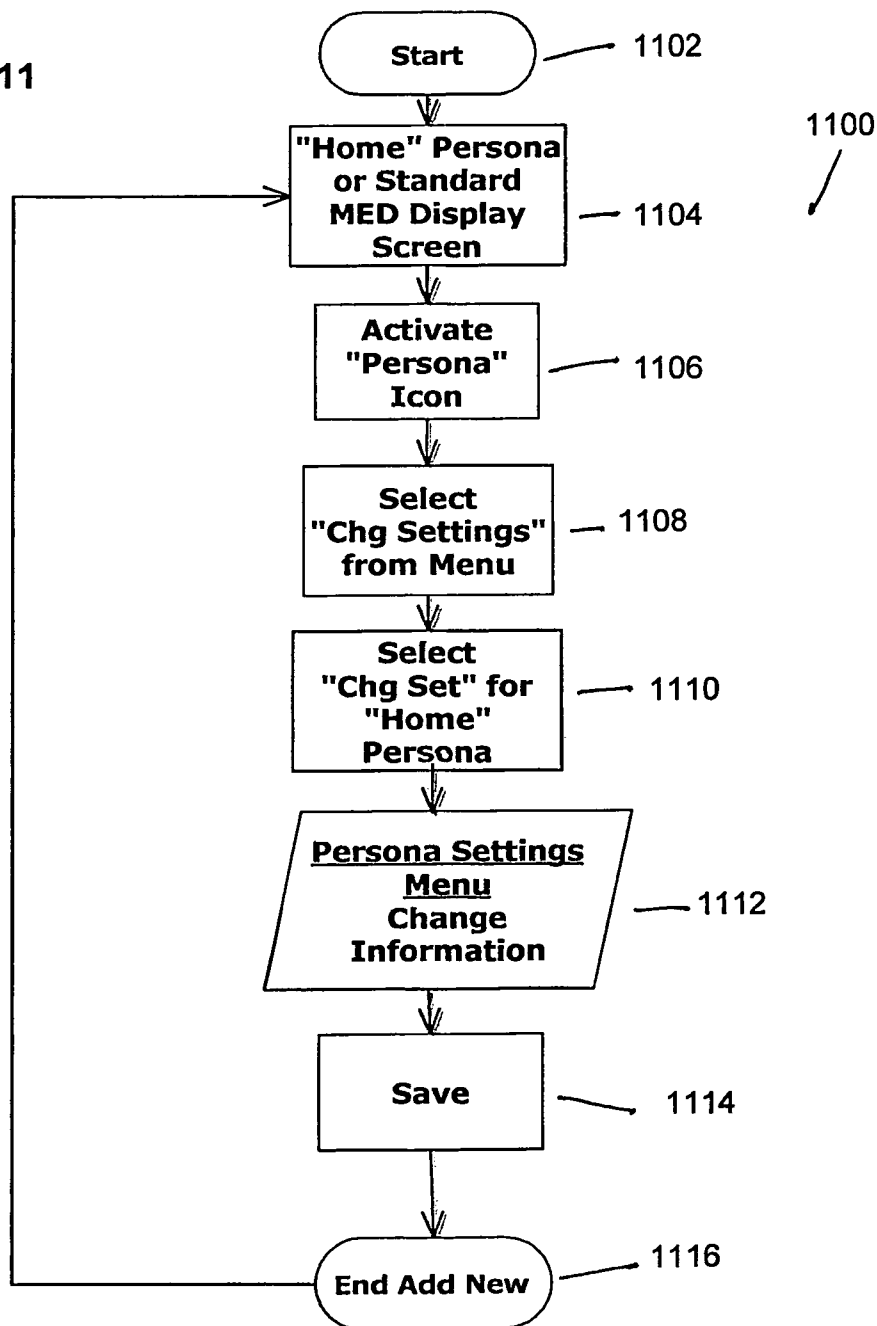 11
Start
1102
1100
"Home" Persona
or Standard
MED Display
Screen
1104
Activate
"Persona"
Icon
1106
Select
"Chg Settings"
from Menu
1108
Select
"Chg Set" for
"Home"
Persona
1110
Persona Settings
Menu
Change
Information
1112
Save
1114
End Add New
1116